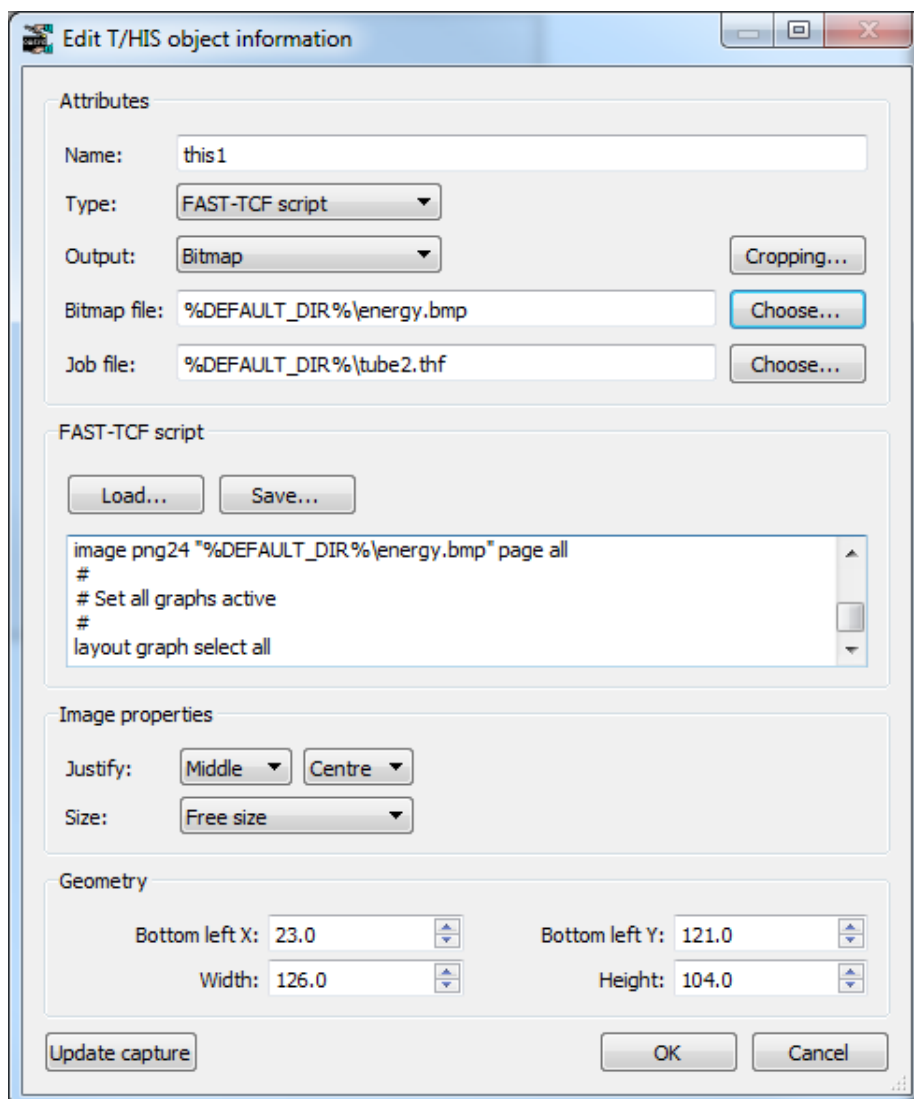 Edit T/HIS object information
Attributes
Name: this1
Type: FAST-TCF script
Output: Bitmap Cropping...
Bitmap file: %DEFAULT_DIR%\energy.bmp Choose...
Job file: %DEFAULT_DIR%\tube2.thf Choose...
FAST-TCF script
Load... Save...
image png24 "%DEFAULT_DIR%\energy.bmp" page all
#
# Set all graphs active
#
layout graph select all
Image properties
Justify: Middle Centre
Size: Free size
Geometry
Bottom left X: 23.0 Bottom left Y: 121.0
Width: 126.0 Height: 104.0
Update capture OK Cancel